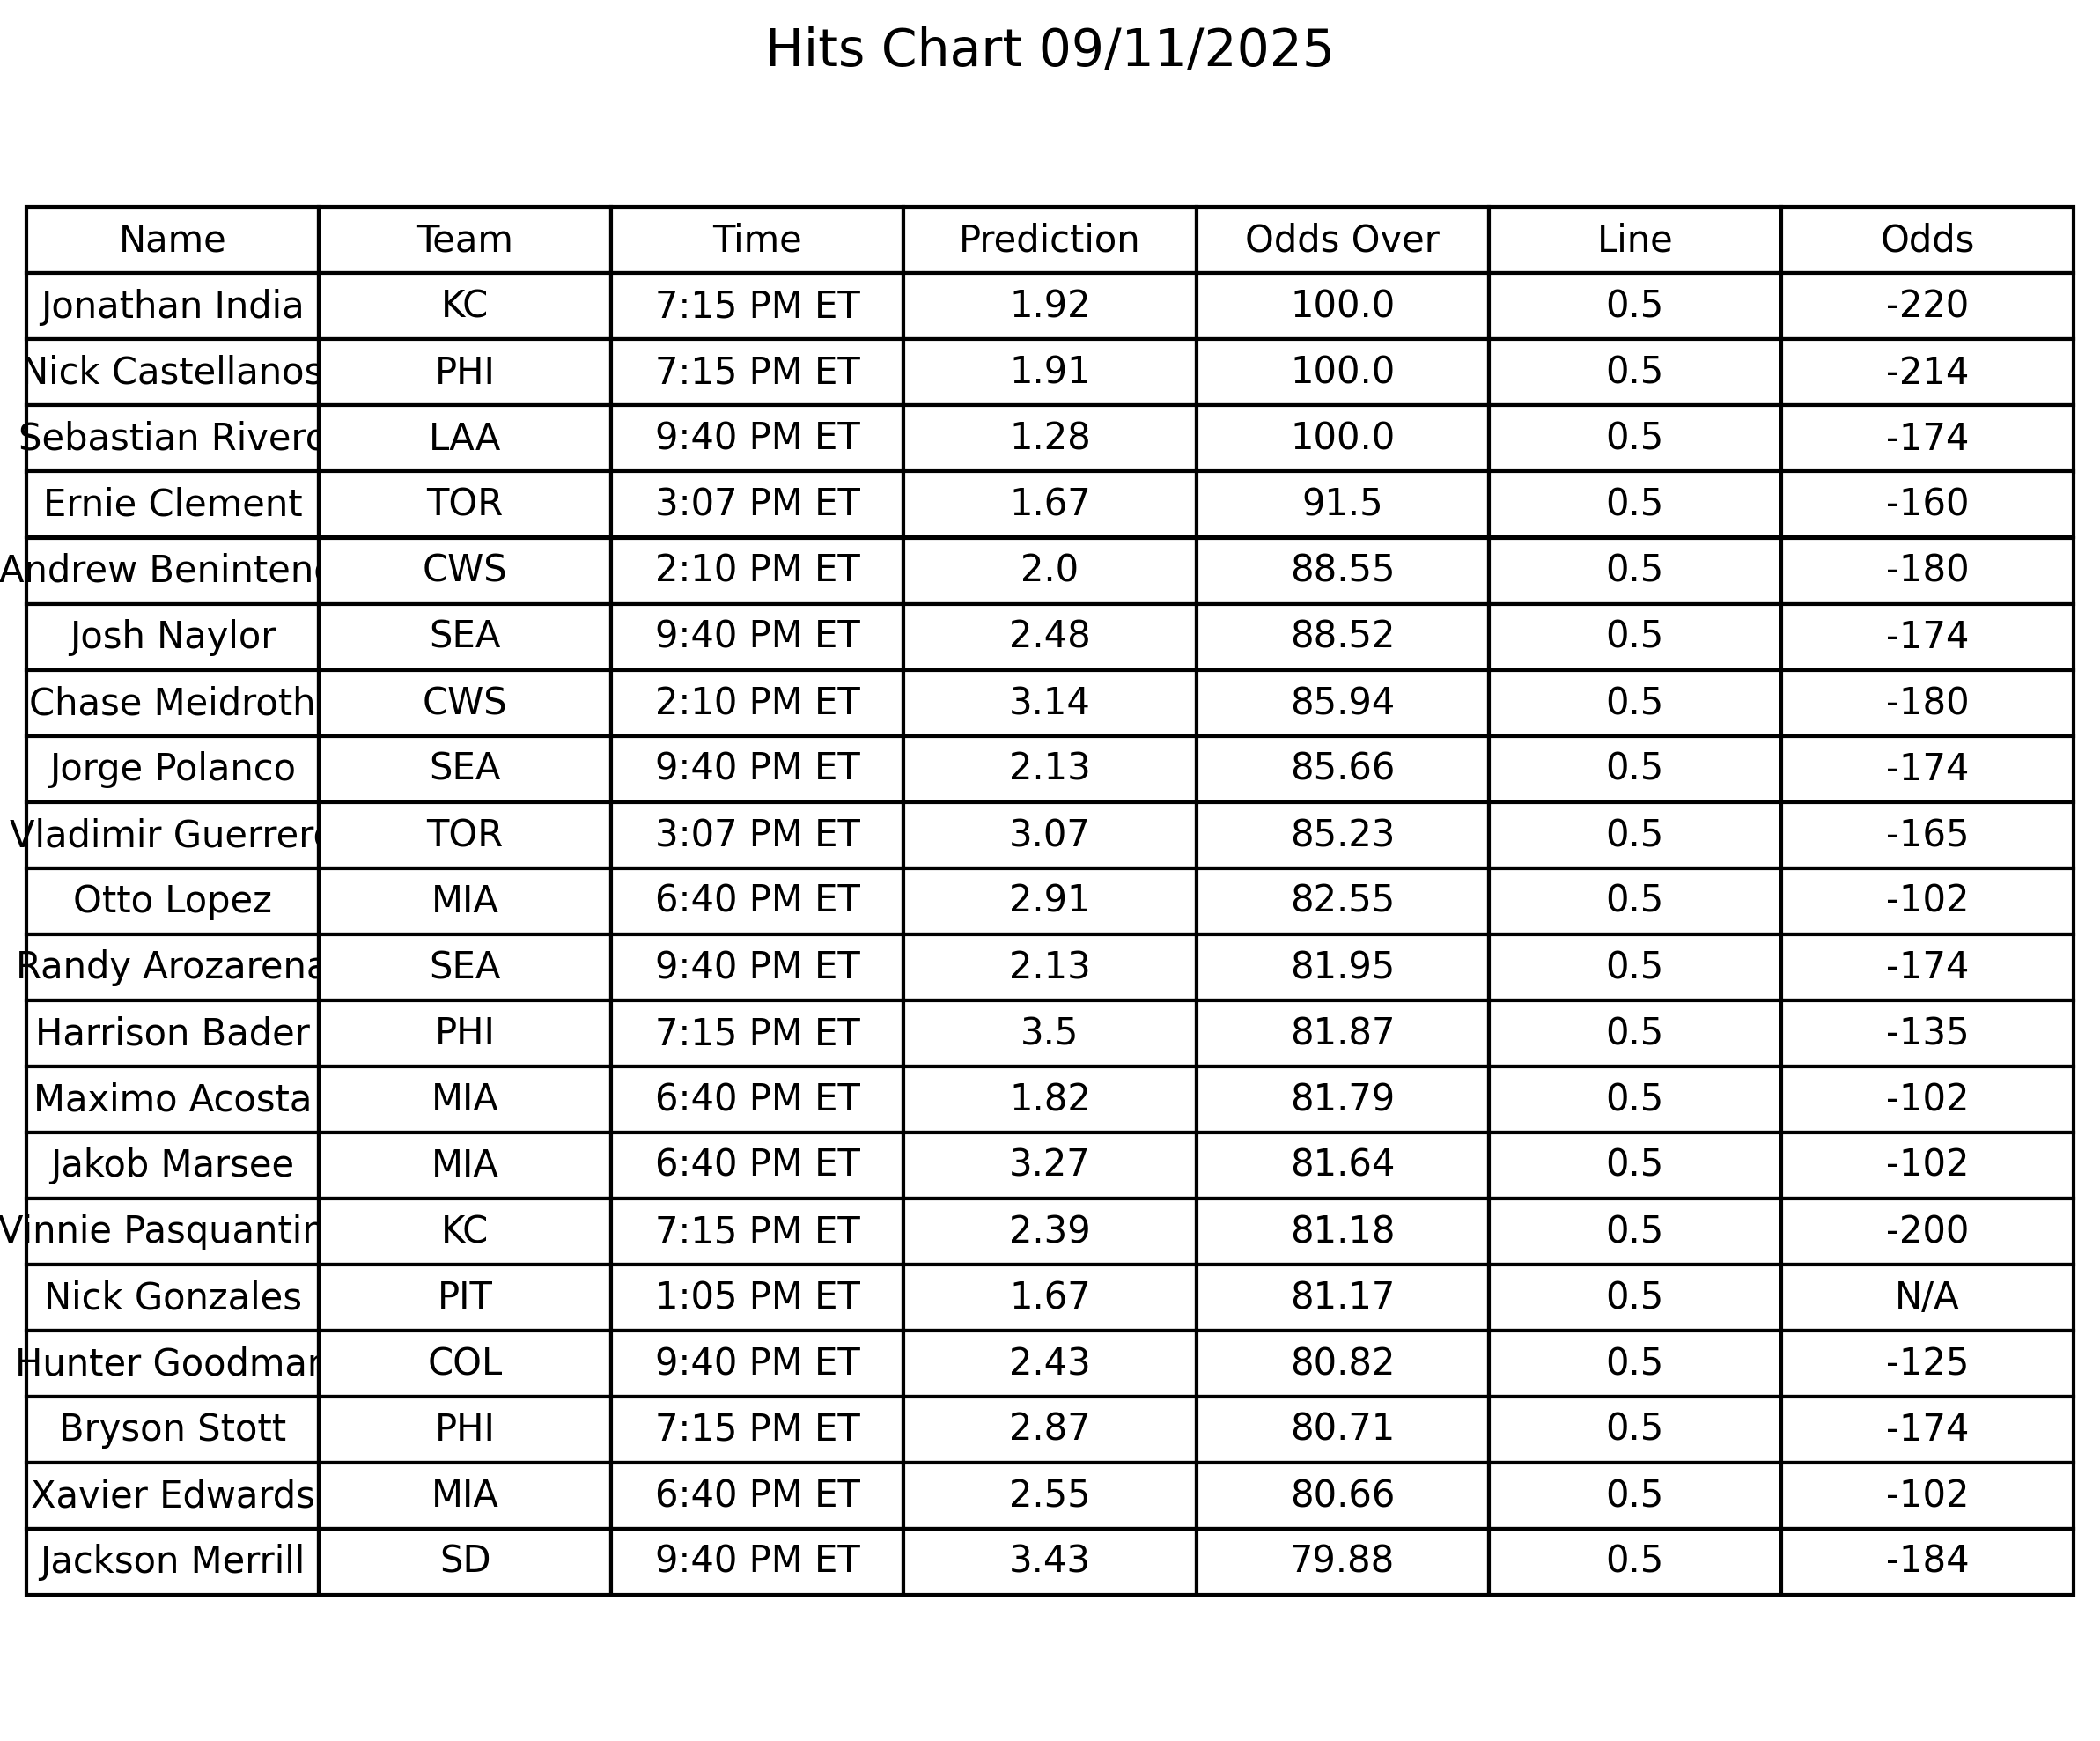 Hits Chart 09/11/2025
Name Team Time Prediction Odds Over Line Odds
Jonathan India KC 7:15 PM ET 1.92 100.0 0.5 -220
Nick Castellanos PHI 7:15 PM ET 1.91 100.0 0.5 -214
Sebastian Rivero LAA 9:40 PM ET 1.28 100.0 0.5 -174
Ernie Clement TOR 3:07 PM ET 1.67 91.5 0.5 -160
Andrew Beninten CWS 2:10 PM ET 2.0 88.55 0.5 -180
Josh Naylor SEA 9:40 PM ET 2.48 88.52 0.5 -174
Chase Meidroth CWS 2:10 PM ET 3.14 85.94 0.5 -180
Jorge Polanco SEA 9:40 PM ET 2.13 85.66 0.5 -174
Vladimir Guerrero TOR 3:07 PM ET 3.07 85.23 0.5 -165
Otto Lopez MIA 6:40 PM ET 2.91 82.55 0.5 -102
Randy Arozarena SEA 9:40 PM ET 2.13 81.95 0.5 -174
Harrison Bader PHI 7:15 PM ET 3.5 81.87 0.5 -135
Maximo Acosta MIA 6:40 PM ET 1.82 81.79 0.5 -102
Jakob Marsee MIA 6:40 PM ET 3.27 81.64 0.5 -102
Vinnie Pasquantin KC 7:15 PM ET 2.39 81.18 0.5 -200
Nick Gonzales PIT 1:05 PM ET 1.67 81.17 0.5 N/A
Hunter Goodman COL 9:40 PM ET 2.43 80.82 0.5 -125
Bryson Stott PHI 7:15 PM ET 2.87 80.71 0.5 -174
Xavier Edwards MIA 6:40 PM ET 2.55 80.66 0.5 -102
Jackson Merrill SD 9:40 PM ET 3.43 79.88 0.5 -184